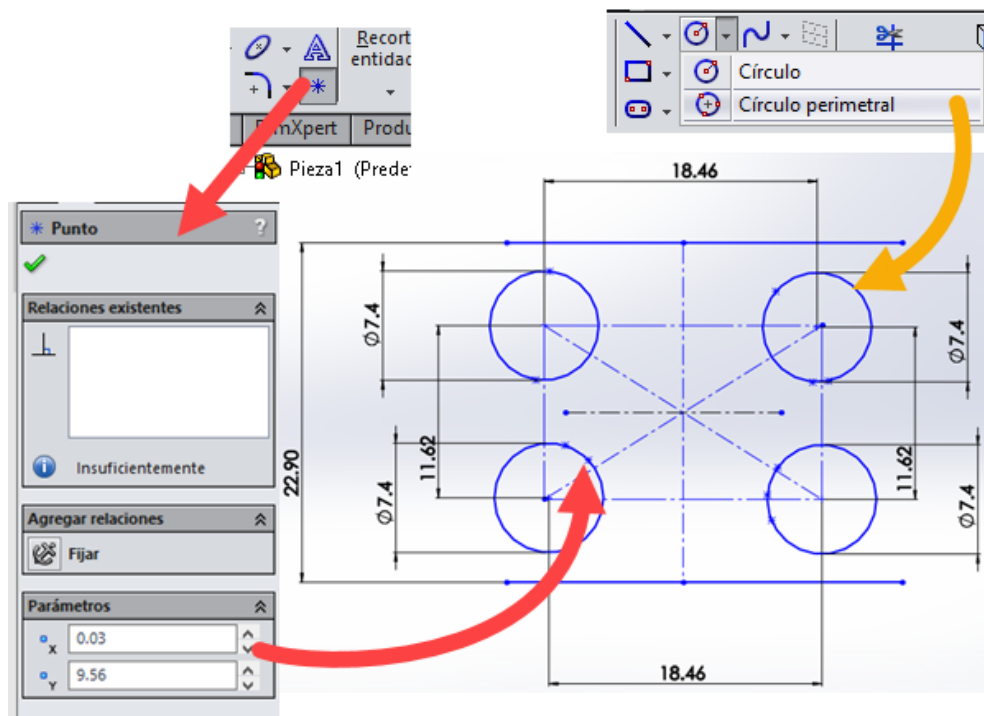 Recort
entidac
DimXpert Produ
Pieza1 (Prede
Círculo
Círculo perimetral
Punto ?
Relaciones existentes
Insuficientemente
Agregar relaciones
Fijar
Parámetros
x 0.03
y 9.56
18.46
Ø7.4
Ø7.4
11.62
22.90
11.62
Ø7.4
Ø7.4
18.46